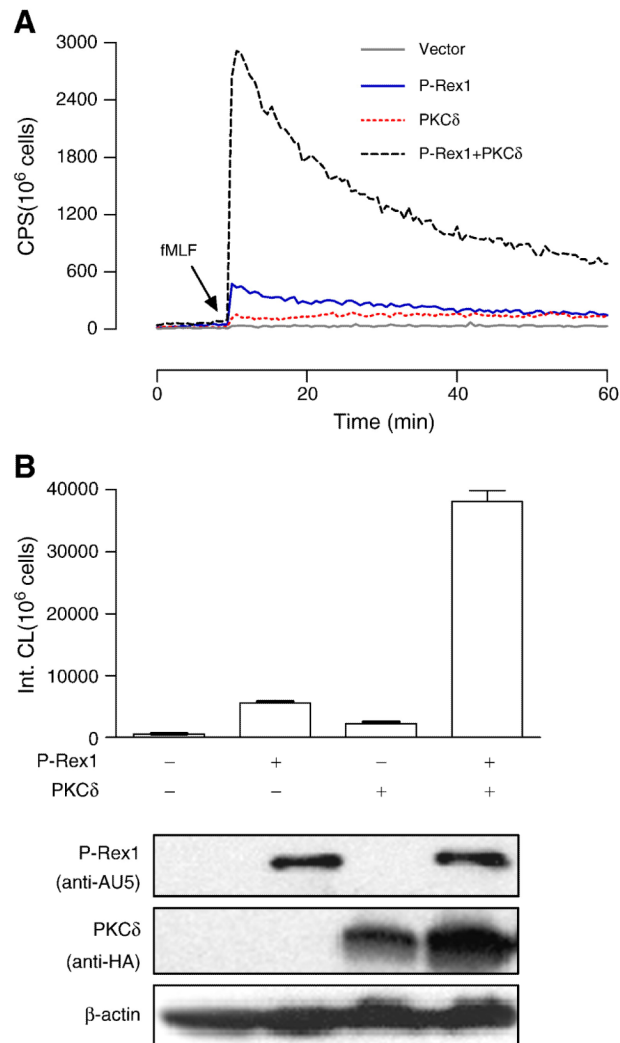 A
CPS(10⁶ cells)
3000
2400
1800
1200
600
0
Vector
P-Rex1
PKCδ
P-Rex1+PKCδ
fMLF
0 20 40 60
Time (min)
B
Int. CL(10⁶ cells)
40000
30000
20000
10000
0
P-Rex1 – + – +
PKCδ – – + +
P-Rex1
(anti-AU5)
PKCδ
(anti-HA)
β-actin